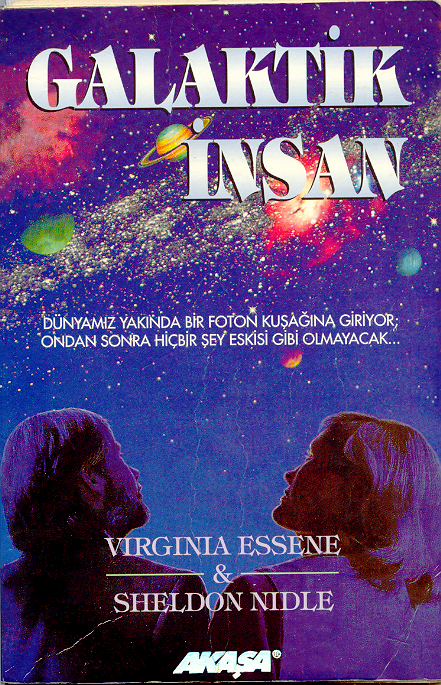 GALAKTİK
İNSAN
DÜNYAMIZ YAKINDA BİR FOTON KUŞAĞINA GİRİYOR;
ONDAN SONRA HİÇBİR ŞEY ESKİSİ GİBİ OLMAYACAK...
VIRGINIA ESSENE
&
SHELDON NIDLE
AKAŞA